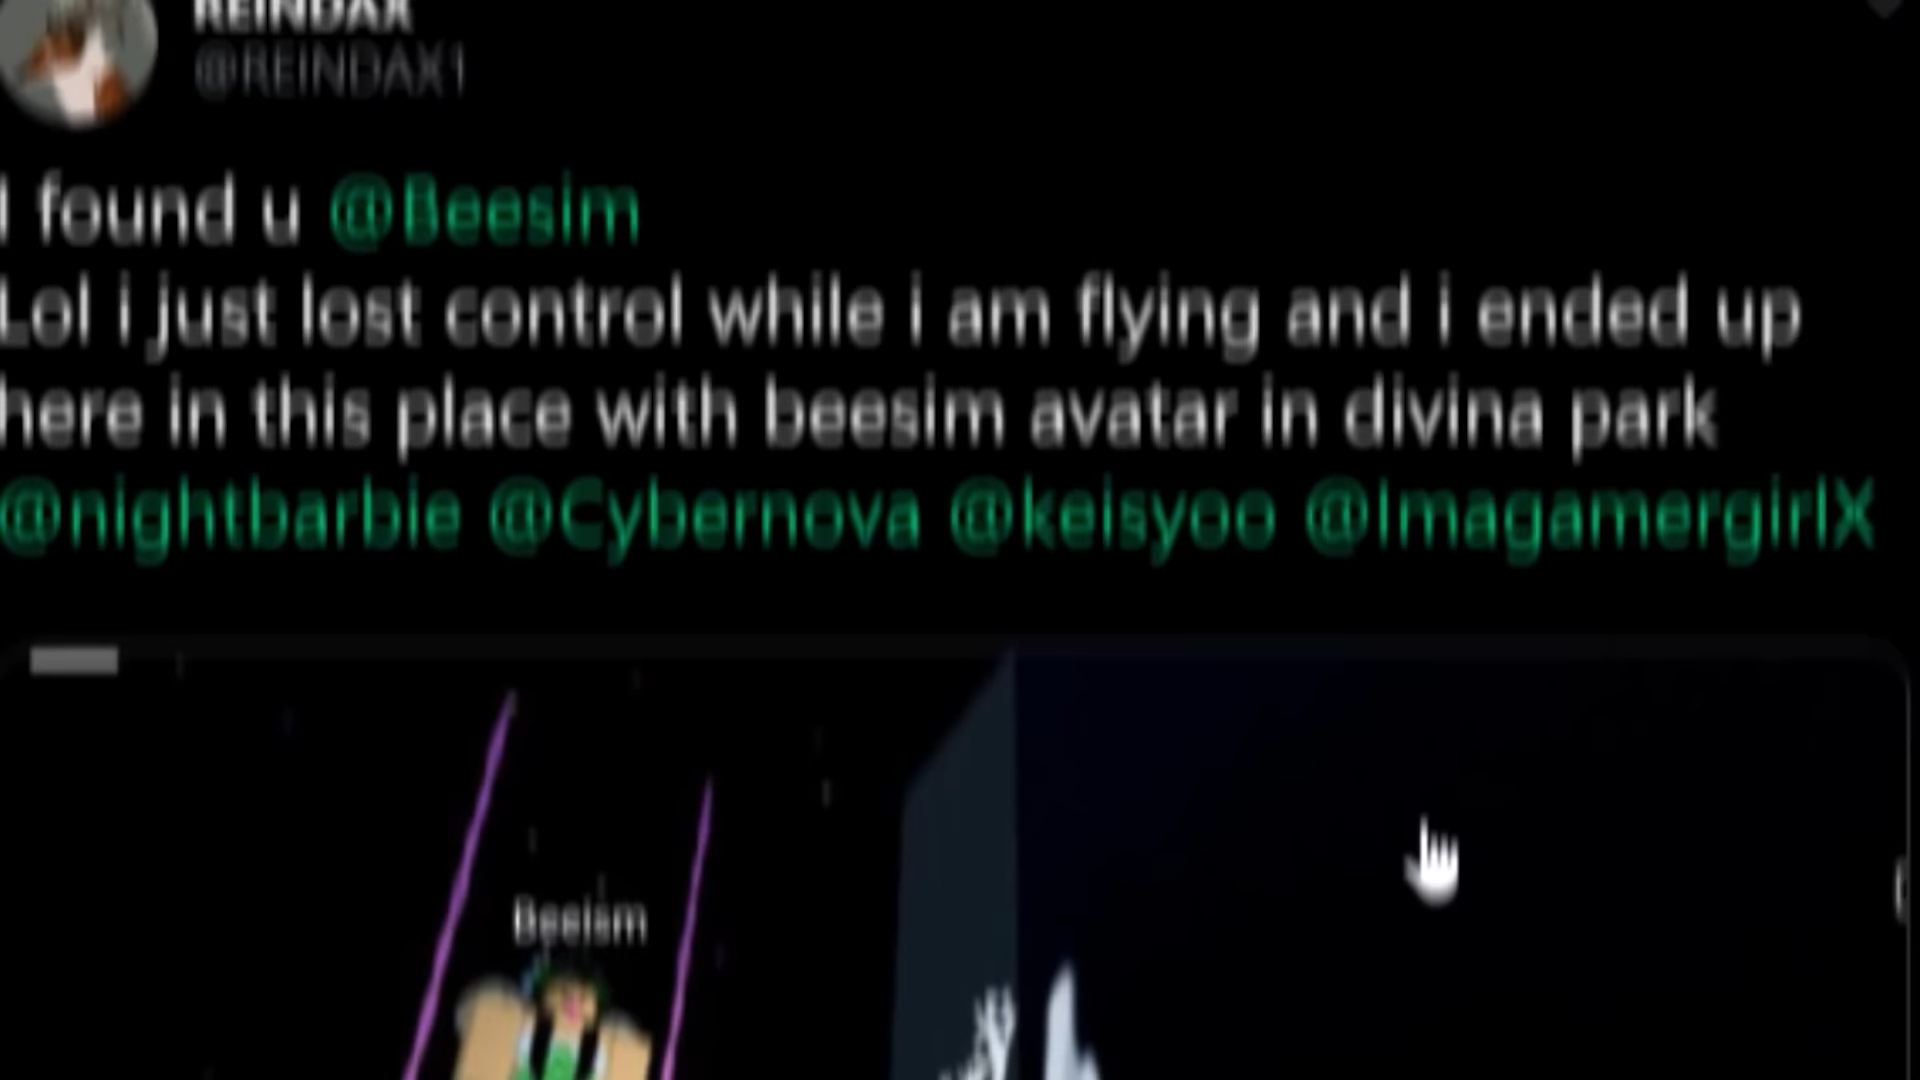 REINDAX
@REINDAX1
I found u @Beesim
Lol i just lost control while i am flying and i ended up
here in this place with beesim avatar in divina park
@nightbarbie @Cybernova @keisyoo @ImagamergirlX
Beeism